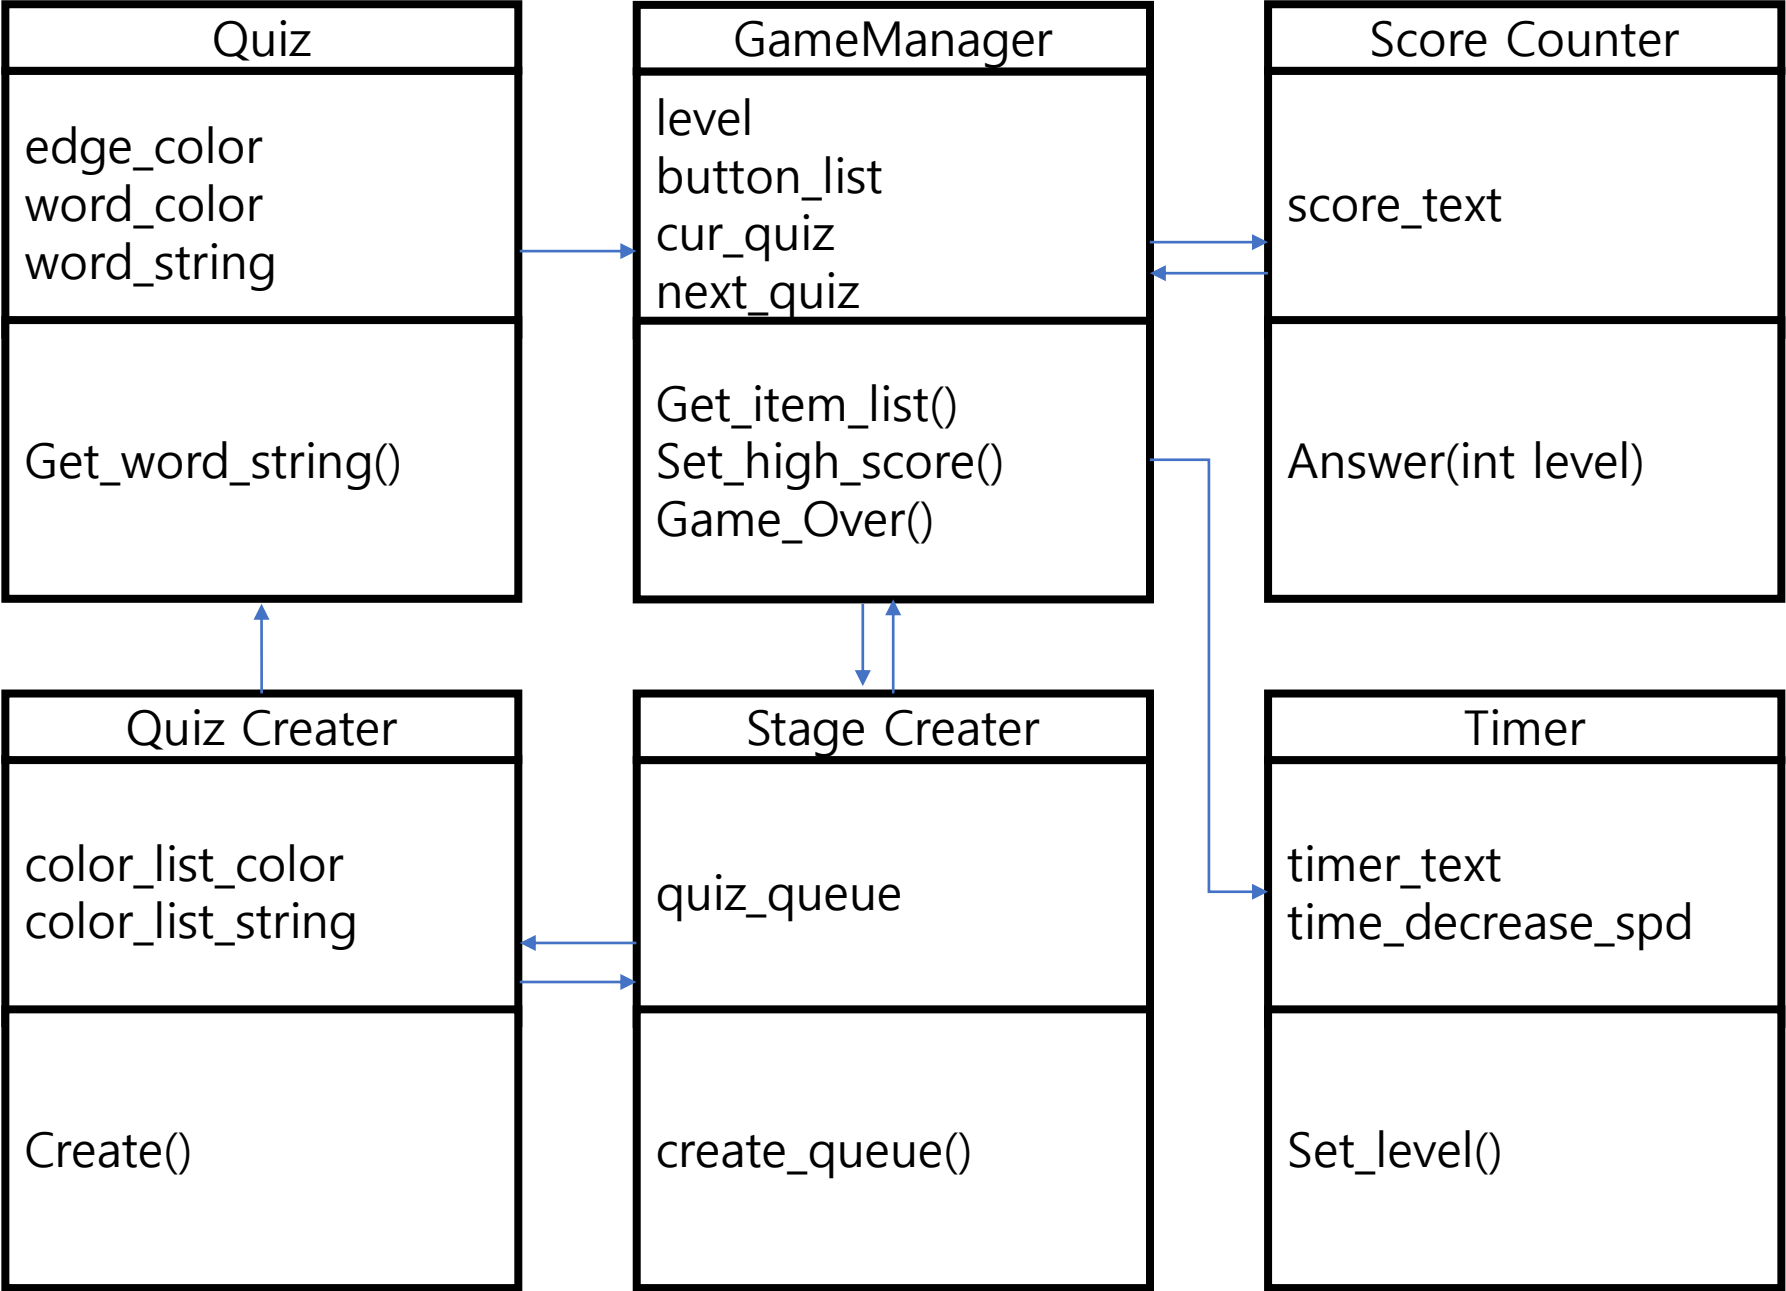 Quiz
edge_color
word_color
word_string
Get_word_string()
GameManager
level
button_list
cur_quiz
next_quiz
Get_item_list()
Set_high_score()
Game_Over()
Score Counter
score_text
Answer(int level)
Quiz Creater
color_list_color
color_list_string
Create()
Stage Creater
quiz_queue
create_queue()
Timer
timer_text
time_decrease_spd
Set_level()